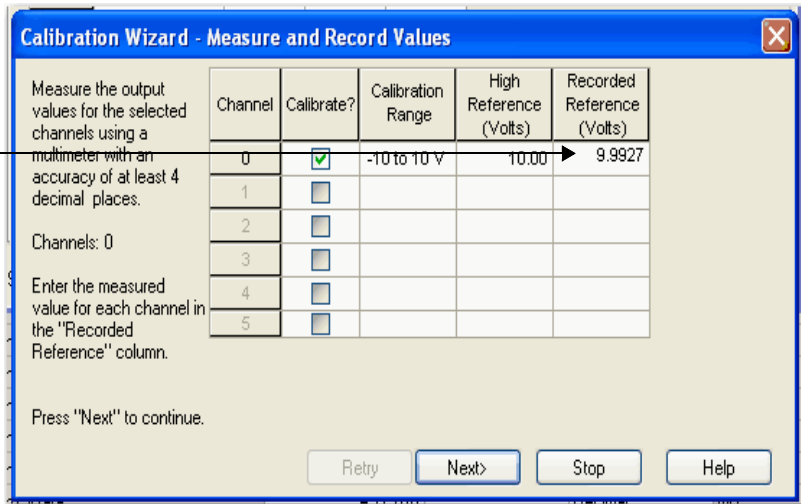 Calibration Wizard - Measure and Record Values
Measure the output
values for the selected
channels using a
multimeter with an
accuracy of at least 4
decimal places.
Channels: 0
Enter the measured
value for each channel in
the "Recorded
Reference" column.
Press "Next" to continue.
Channel Calibrate? Calibration Range High Reference (Volts) Recorded Reference (Volts)
0 -10 to 10 V 10.00 9.9927
1
2
3
4
5
Retry Next> Stop Help